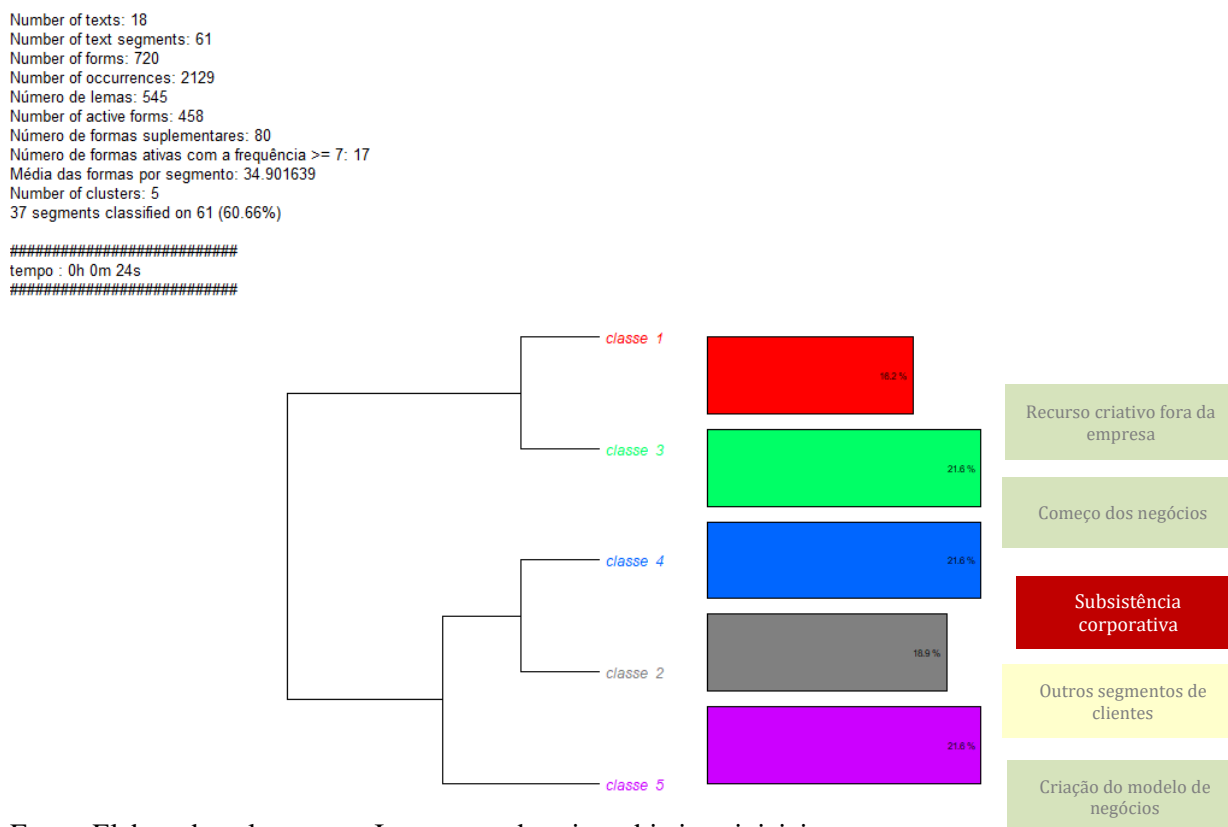 Number of texts: 18
Number of text segments: 61
Number of forms: 720
Number of occurrences: 2129
Número de lemas: 545
Number of active forms: 458
Número de formas suplementares: 80
Número de formas ativas com a frequência >= 7: 17
Média das formas por segmento: 34.901639
Number of clusters: 5
37 segments classified on 61 (60.66%)
###########################
tempo : 0h 0m 24s
###########################
classe 1
16.2 %
Recurso criativo fora da
empresa
classe 3
21.6 %
Começo dos negócios
classe 4
21.6 %
Subsistência
corporativa
classe 2
18.9 %
Outros segmentos de
clientes
classe 5
21.6 %
Criação do modelo de
negócios